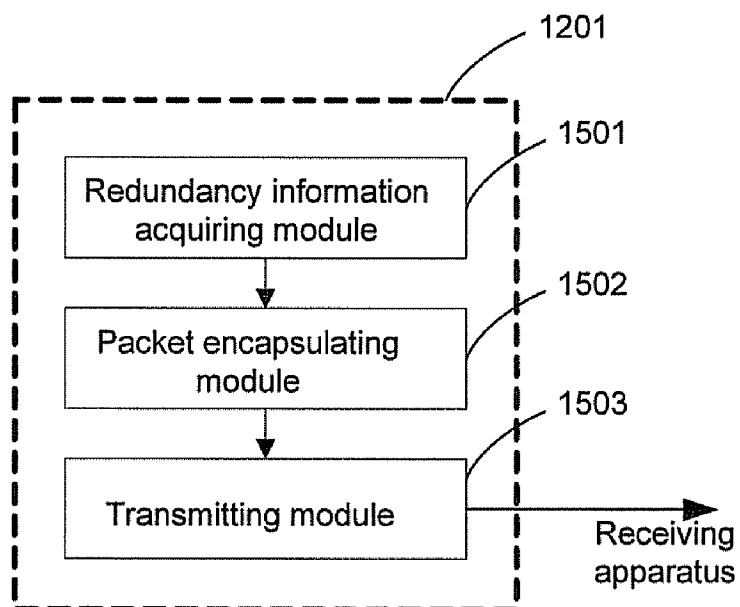 1201
1501
Redundancy information
acquiring module
1502
Packet encapsulating
module
1503
Transmitting module
Receiving
apparatus